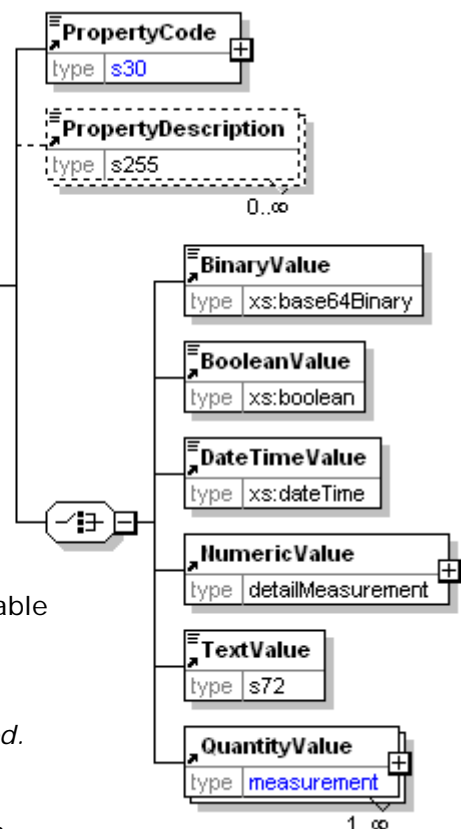 PropertyCode
type s30
PropertyDescription
type s255
0..∞
BinaryValue
type xs:base64Binary
BooleanValue
type xs:boolean
DateTimeValue
type xs:dateTime
NumericValue
type detailMeasurement
able
TextValue
type s72
d.
QuantityValue
type measurement
1..∞